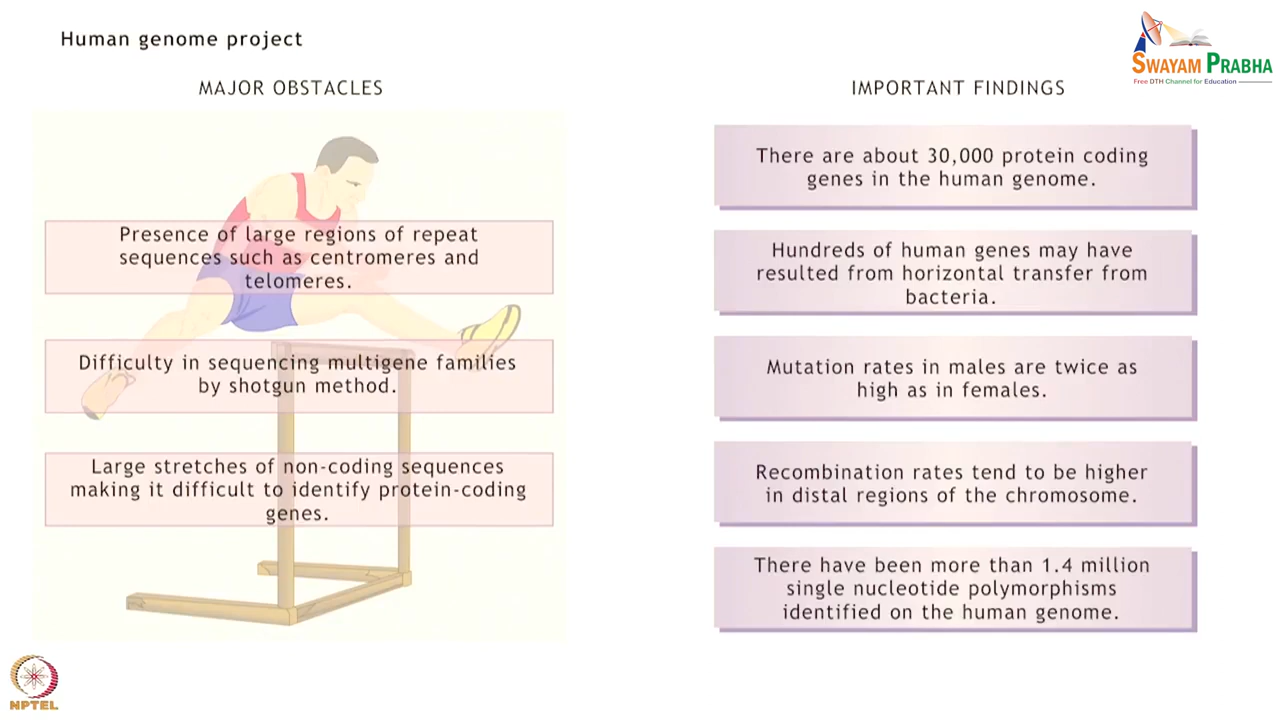 Human genome project
SWAYAM PRABHA
Free DTH Channel for Education
MAJOR OBSTACLES
Presence of large regions of repeat
sequences such as centromeres and
telomeres.
Difficulty in sequencing multigene families
by shotgun method.
Large stretches of non-coding sequences
making it difficult to identify protein-coding
genes.
IMPORTANT FINDINGS
There are about 30,000 protein coding
genes in the human genome.
Hundreds of human genes may have
resulted from horizontal transfer from
bacteria.
Mutation rates in males are twice as
high as in females.
Recombination rates tend to be higher
in distal regions of the chromosome.
There have been more than 1.4 million
single nucleotide polymorphisms
identified on the human genome.
NPTEL